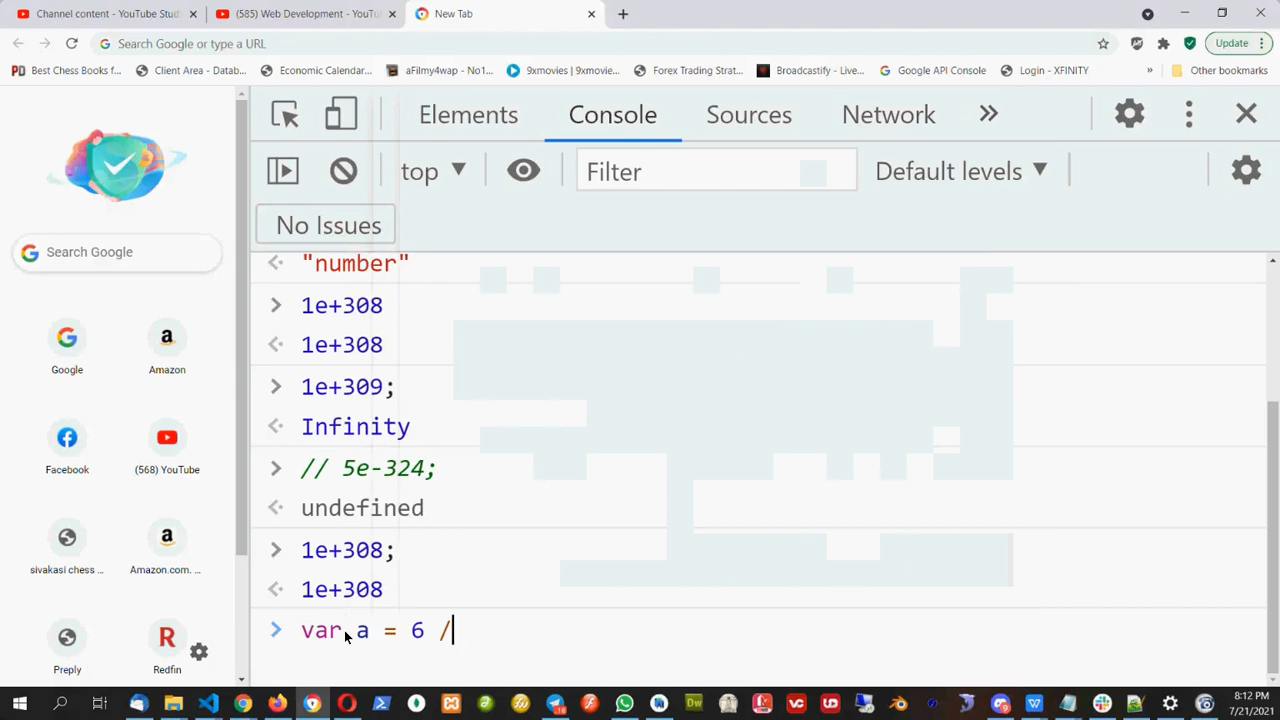 Channel content - YouTube Stud
(585) Web Development - YouTu
New Tab
Search Google or type a URL
Update
Best Chess Books f...
Client Area - Datab...
Economic Calendar...
aFilmy4wap - No1...
9xmovies | 9xmovie...
Forex Trading Strat...
Broadcastify - Live...
Google API Console
Login - XFINITY
»
Other bookmarks
Elements
Console
Sources
Network
top
Filter
Default levels
No Issues
Search Google
Google
Amazon
Facebook
(568) YouTube
sivakasi chess ...
Amazon.com. ...
Preply
Redfin
"number"
1e+308
1e+308
1e+309;
Infinity
// 5e-324;
undefined
1e+308;
1e+308
var a = 6 /
8:12 PM
7/21/2021